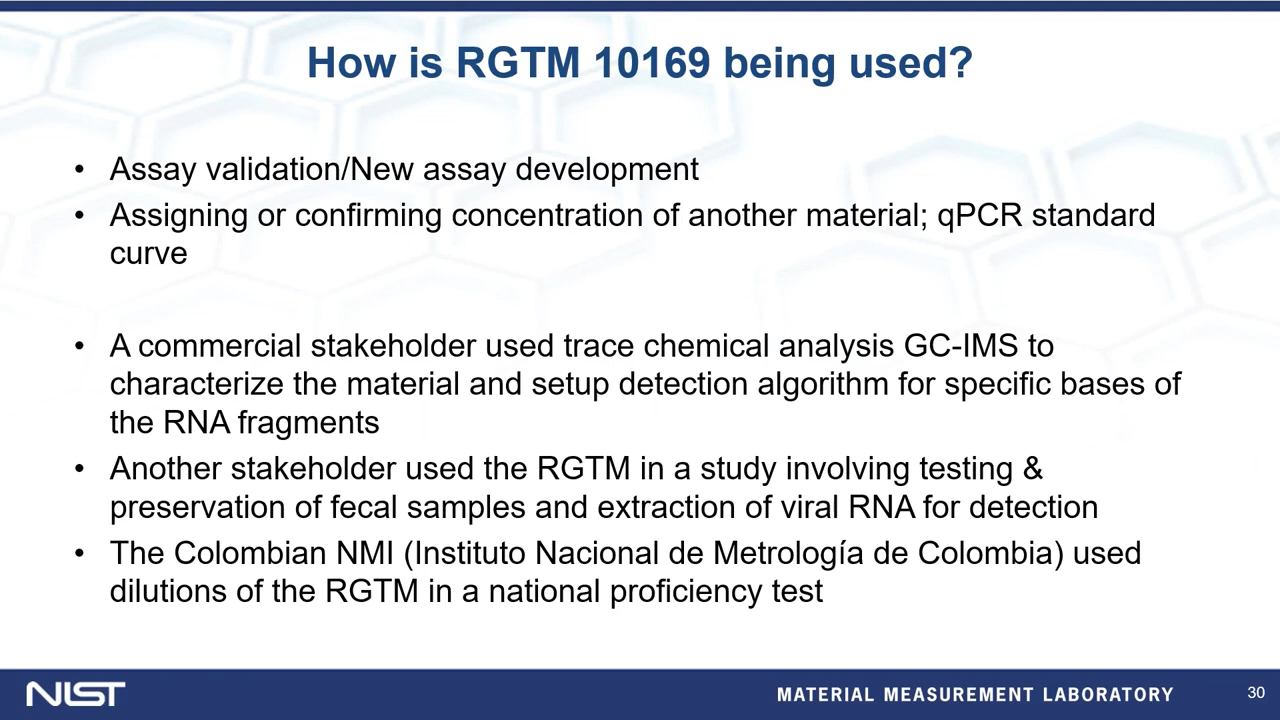 How is RGTM 10169 being used?
• Assay validation/New assay development
• Assigning or confirming concentration of another material; qPCR standard
curve
• A commercial stakeholder used trace chemical analysis GC-IMS to
characterize the material and setup detection algorithm for specific bases of
the RNA fragments
• Another stakeholder used the RGTM in a study involving testing &
preservation of fecal samples and extraction of viral RNA for detection
• The Colombian NMI (Instituto Nacional de Metrología de Colombia) used
dilutions of the RGTM in a national proficiency test
NIST
MATERIAL MEASUREMENT LABORATORY
30